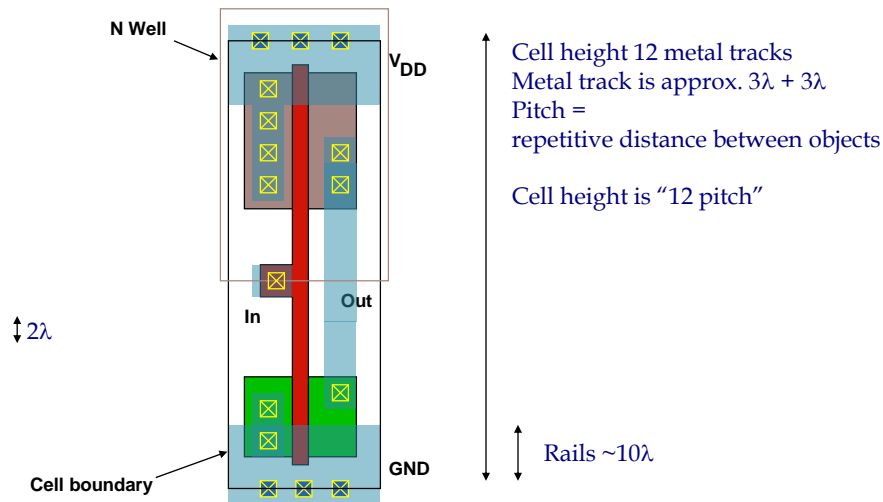 N Well
V_DD
Cell height 12 metal tracks
Metal track is approx. 3λ + 3λ
Pitch =
repetitive distance between objects
Cell height is “12 pitch”
In
Out
2λ
Rails ~10λ
GND
Cell boundary